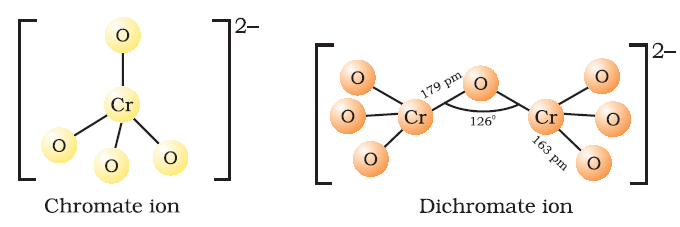 2–
O
Cr
O
O
O
Chromate ion
2–
O
O
O
Cr
179 pm
O
126°
Cr
163 pm
O
O
O
Dichromate ion